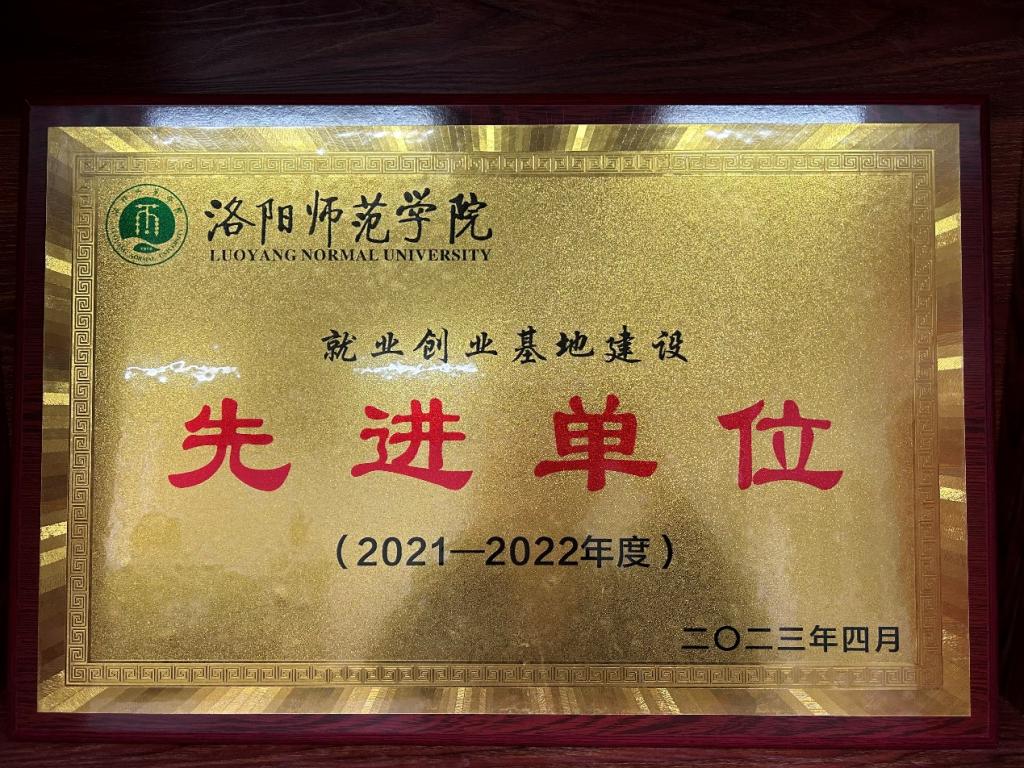 洛阳师范学院
LUOYANG NORMAL UNIVERSITY
就业创业基地建设
先进单位
（2021—2022年度）
二〇二三年四月